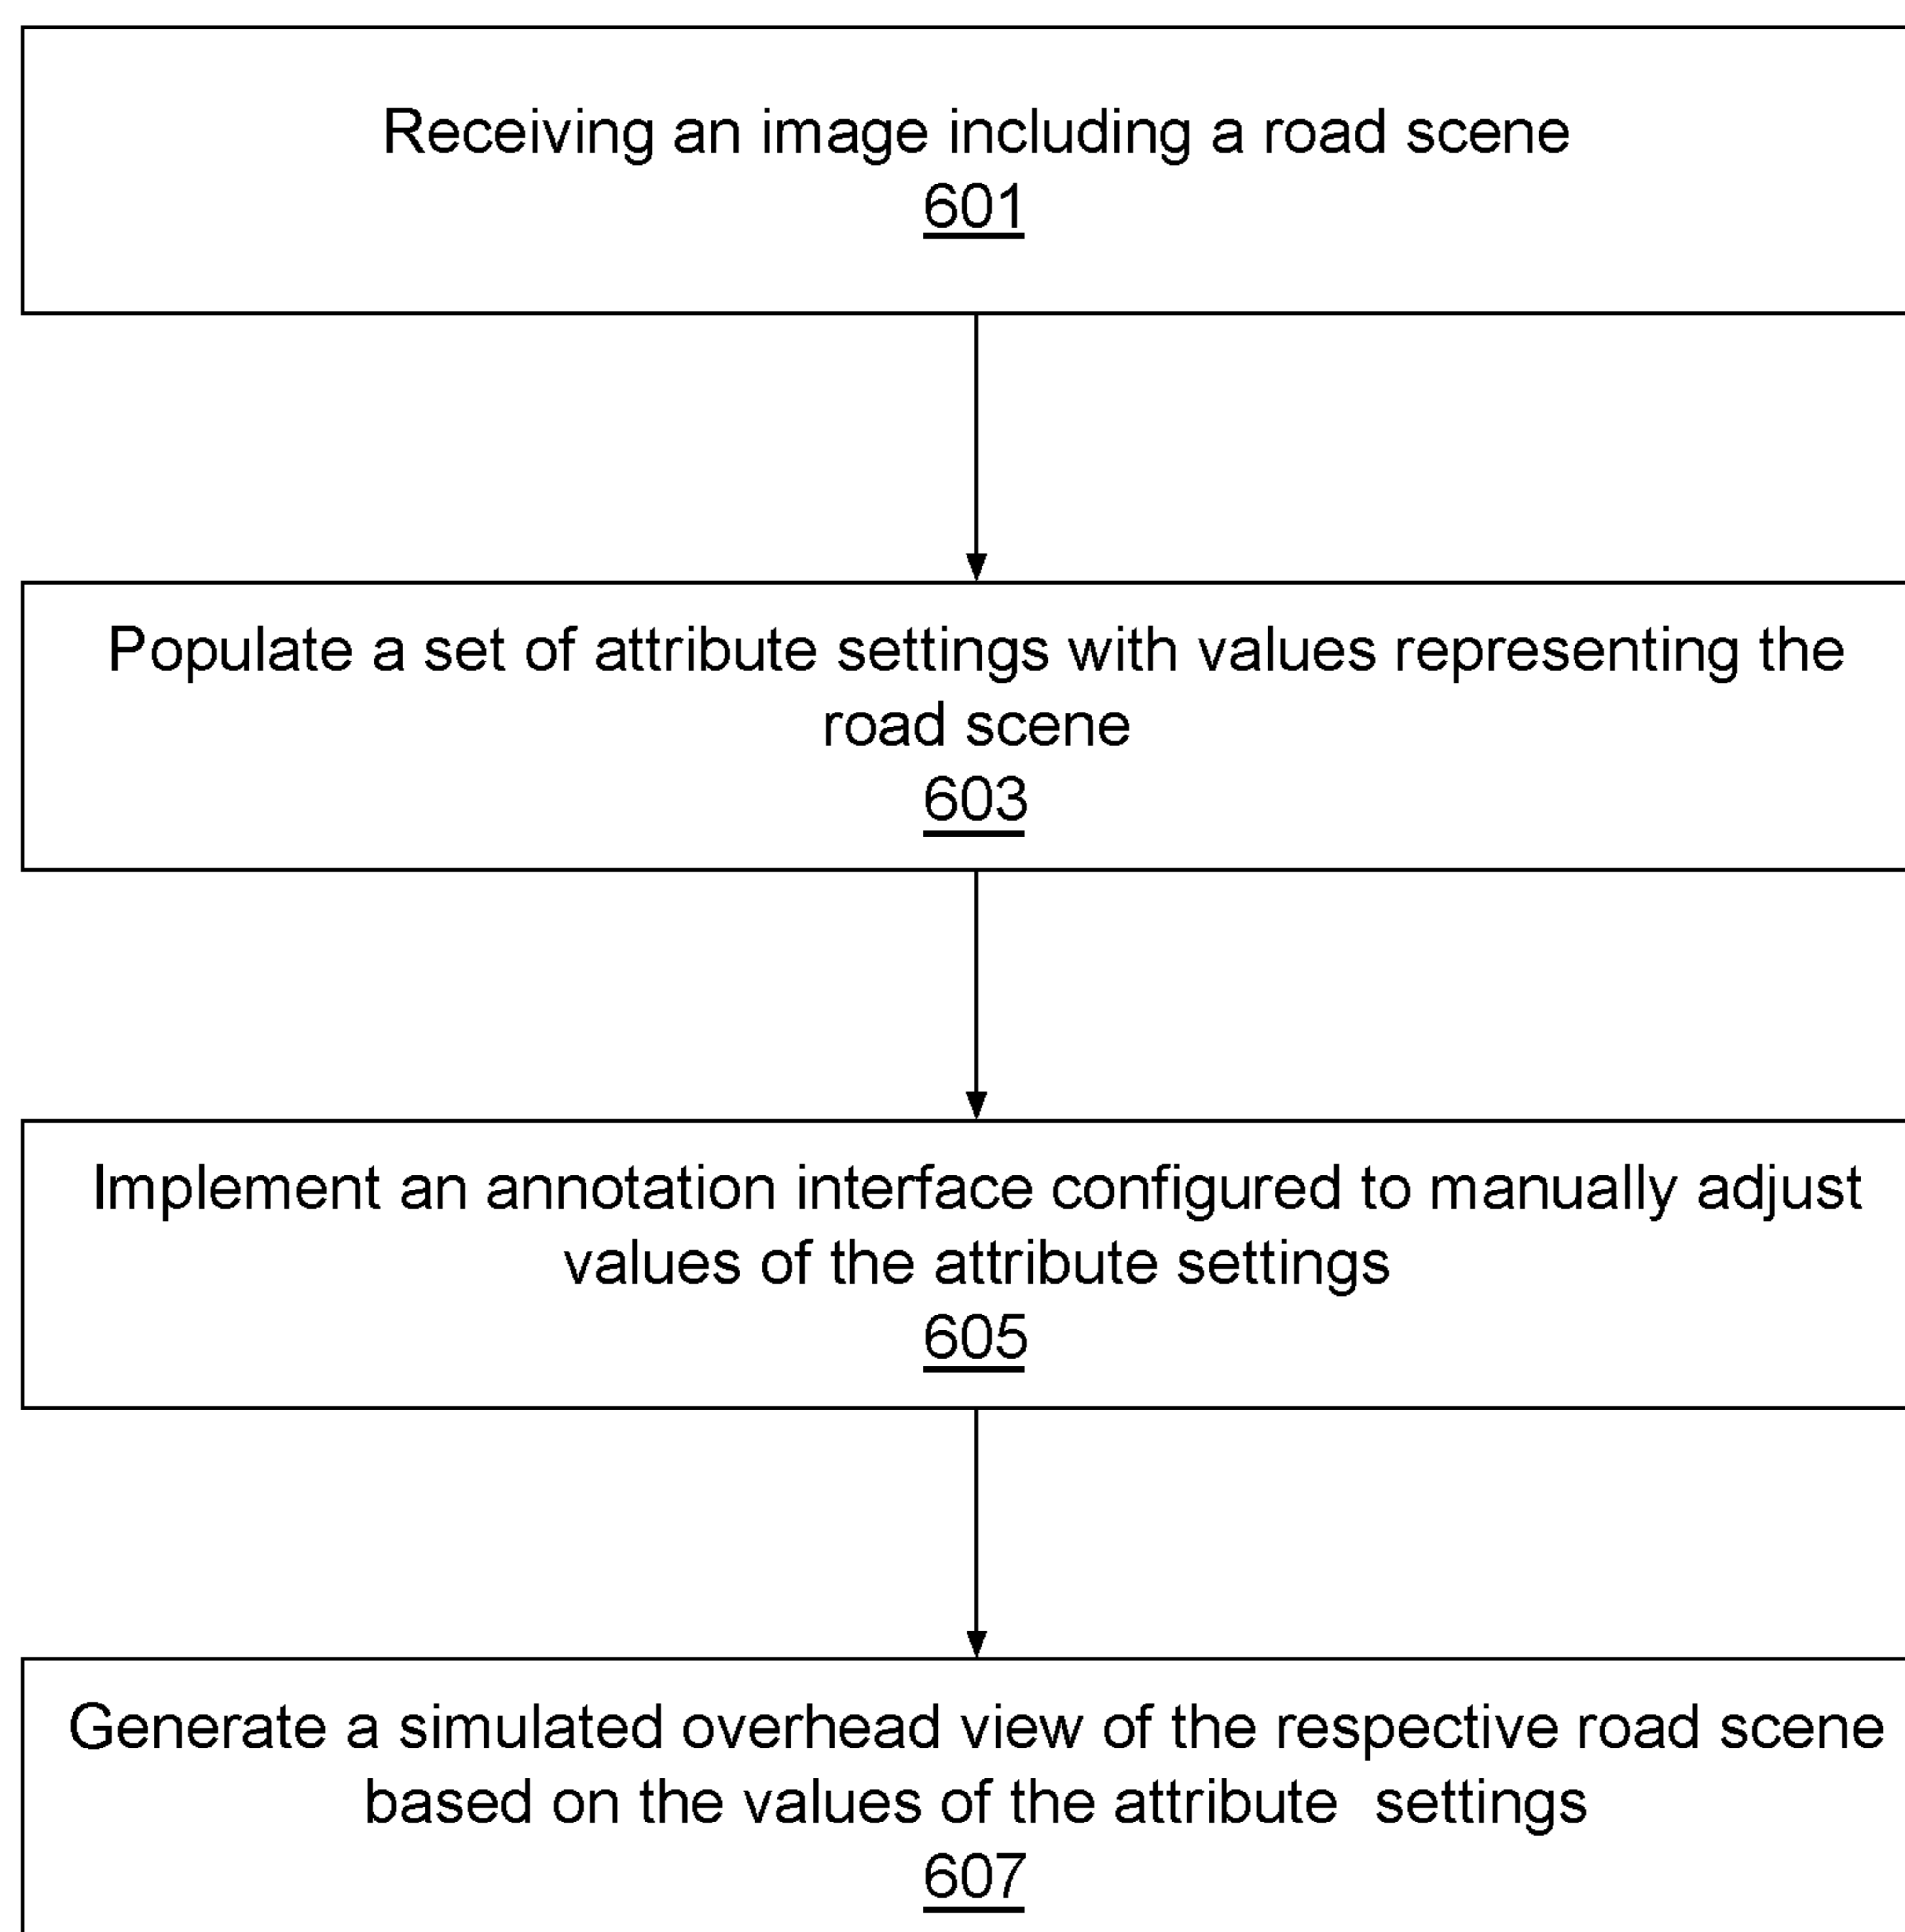 Receiving an image including a road scene
601
Populate a set of attribute settings with values representing the
road scene
603
Implement an annotation interface configured to manually adjust
values of the attribute settings
605
Generate a simulated overhead view of the respective road scene
based on the values of the attribute  settings
607